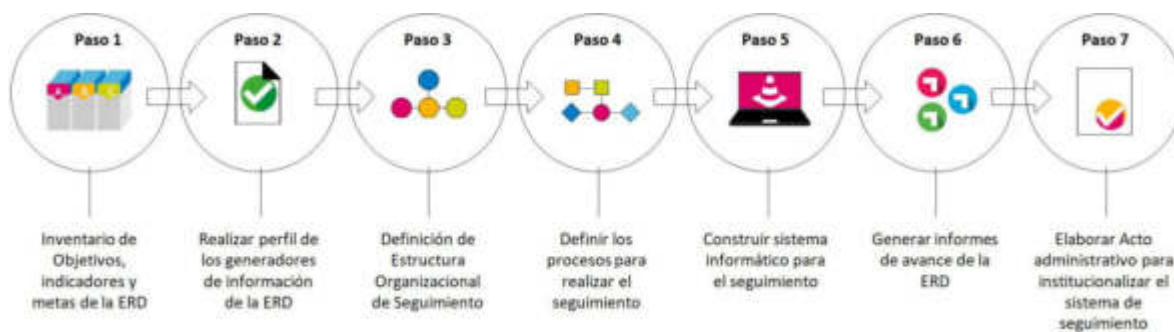 Paso 1
Paso 2
Paso 3
Paso 4
Paso 5
Paso 6
Paso 7
Inventario de
Objetivos,
indicadores y
metas de la ERD
Realizar perfil de
los generadores
de información
de la ERD
Definición de
Estructura
Organizacional
de Seguimiento
Definir los
procesos para
realizar el
seguimiento
Construir sistema
informático para
el seguimiento
Generar informes
de avance de la
ERD
Elaborar Acto
administrativo para
institucionalizar el
sistema de
seguimiento